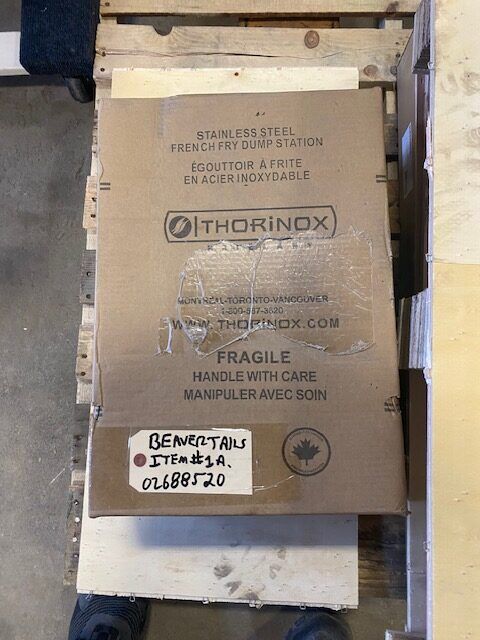 STAINLESS STEEL
FRENCH FRY DUMP STATION
ÉGOUTTOIR À FRITE
EN ACIER INOXYDABLE
THORINOX
MONTREAL-TORONTO-VANCOUVER
WWW.THORINOX.COM
FRAGILE
HANDLE WITH CARE
MANIPULER AVEC SOIN
BEAVERTAILS
ITEM#1A.
02688520